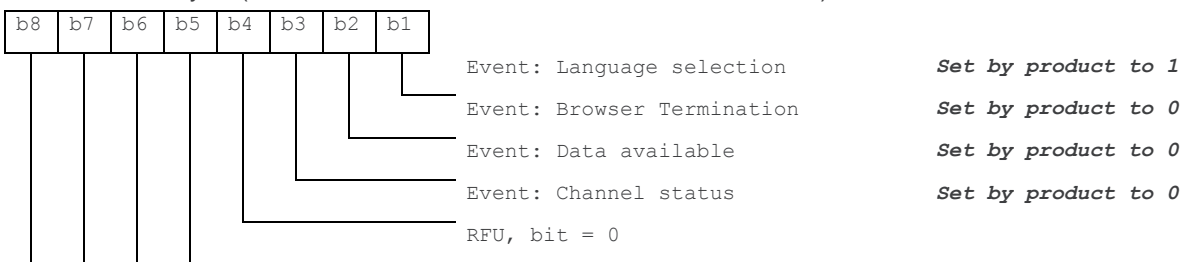 b8 b7 b6 b5 b4 b3 b2 b1
Event: Language selection Set by product to 1
Event: Browser Termination Set by product to 0
Event: Data available Set by product to 0
Event: Channel status Set by product to 0
RFU, bit = 0